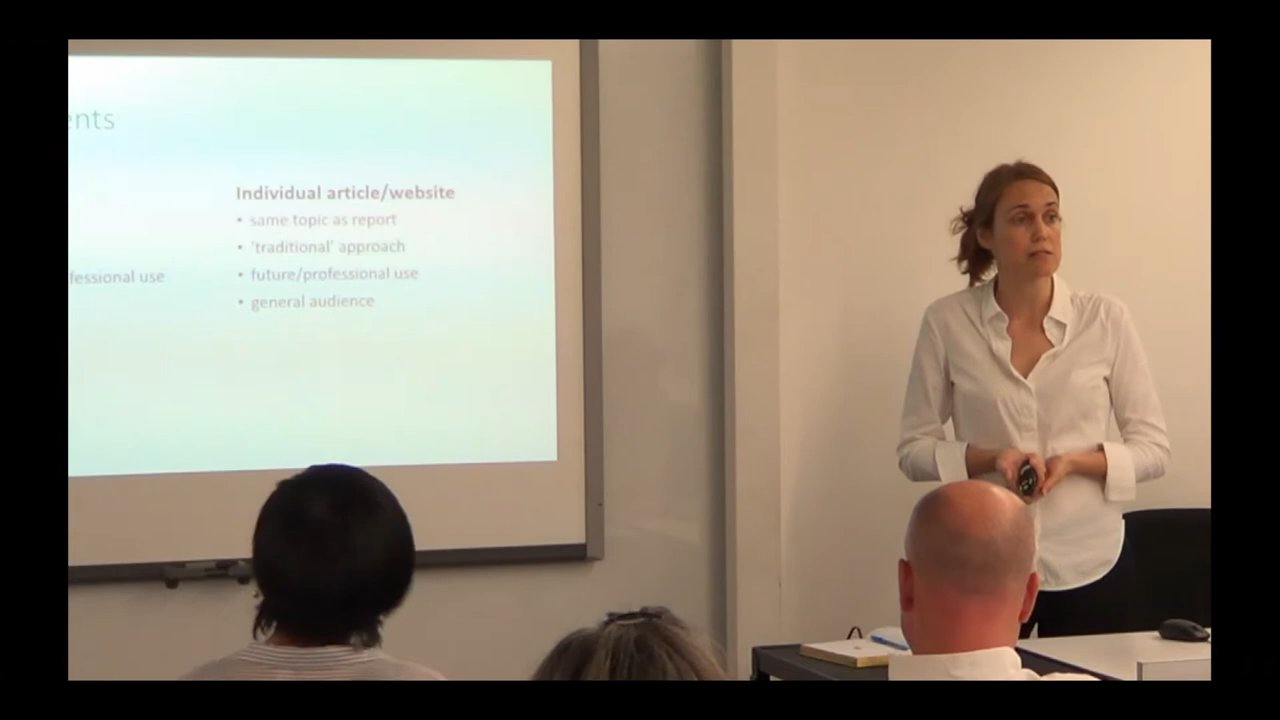 ents
Individual article/website
• same topic as report
• 'traditional' approach
fessional use
• future/professional use
• general audience